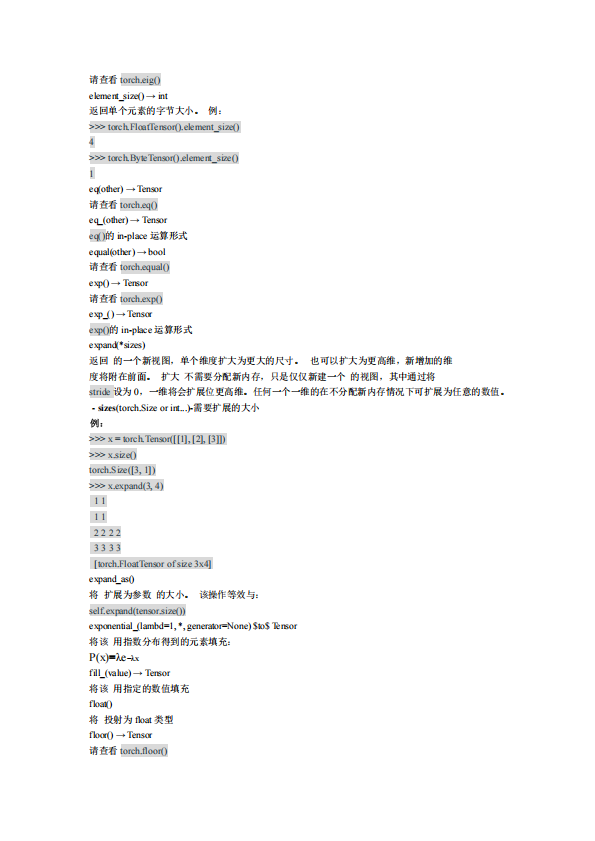 请查看 torch.eig()
element_size() → int
返回单个元素的字节大小。 例：
>>> torch.FloatTensor().element_size()
4
>>> torch.ByteTensor().element_size()
1
eq(other) → Tensor
请查看 torch.eq()
eq_(other) → Tensor
eq()的 in-place 运算形式
equal(other) → bool
请查看 torch.equal()
exp() → Tensor
请查看 torch.exp()
exp_() → Tensor
exp()的 in-place 运算形式
expand(*sizes)
返回 的一个新视图，单个维度扩大为更大的尺寸。 也可以扩大为更高维，新增加的维
度将附在前面。 扩大 不需要分配新内存，只是仅仅新建一个 的视图，其中通过将
stride 设为 0，一维将会扩展位更高维。任何一个一维的在不分配新内存情况下可扩展为任意的数值。
- sizes(torch.Size or int...)-需要扩展的大小
例：
>>> x = torch.Tensor([[1], [2], [3]])
>>> x.size()
torch.Size([3, 1])
>>> x.expand(3, 4)
1 1
1 1
2 2 2 2
3 3 3 3
[torch.FloatTensor of size 3x4]
expand_as()
将 扩展为参数 的大小。 该操作等效与：
self.expand(tensor.size())
exponential_(lambd=1, *, generator=None) $to$ Tensor
将该 用指数分布得到的元素填充：
P(x)=λe−λx
fill_(value) → Tensor
将该 用指定的数值填充
float()
将 投射为 float 类型
floor() → Tensor
请查看 torch.floor()